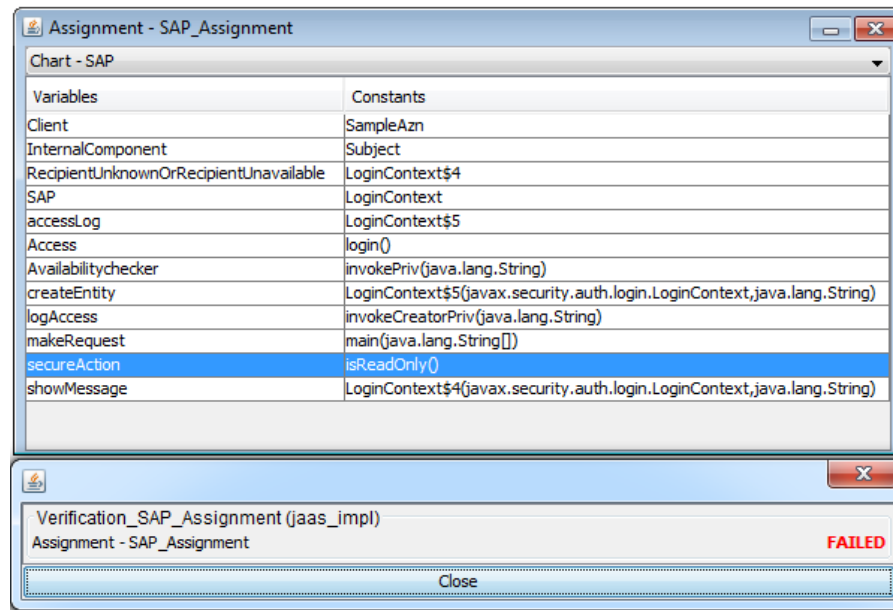 Assignment - SAP_Assignment
Chart - SAP
Variables Constants
Client SampleAzn
InternalComponent Subject
RecipientUnknownOrRecipientUnavailable LoginContext$4
SAP LoginContext
accessLog LoginContext$5
Access login()
Availabilitychecker invokePriv(java.lang.String)
createEntity LoginContext$5(javax.security.auth.login.LoginContext,java.lang.String)
logAccess invokeCreatorPriv(java.lang.String)
makeRequest main(java.lang.String[])
secureAction isReadOnly()
showMessage LoginContext$4(javax.security.auth.login.LoginContext,java.lang.String)
Verification_SAP_Assignment (jaas_impl)
Assignment - SAP_Assignment FAILED
Close